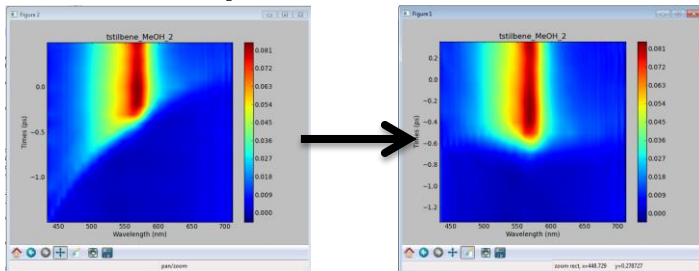 Figure 2
tstilbene_MeOH_2
0.0
−0.5
−1.0
Times (ps)
450 500 550 600 650 700
Wavelength (nm)
0.081
0.072
0.063
0.054
0.045
0.036
0.027
0.018
0.009
0.000
pan/zoom
Figure 1
tstilbene_MeOH_2
0.2
0.0
−0.2
−0.4
−0.6
−0.8
−1.0
−1.2
Times (ps)
450 500 550 600 650 700
Wavelength (nm)
0.081
0.072
0.063
0.054
0.045
0.036
0.027
0.018
0.009
0.000
zoom rect, x=448.729 y=0.278727